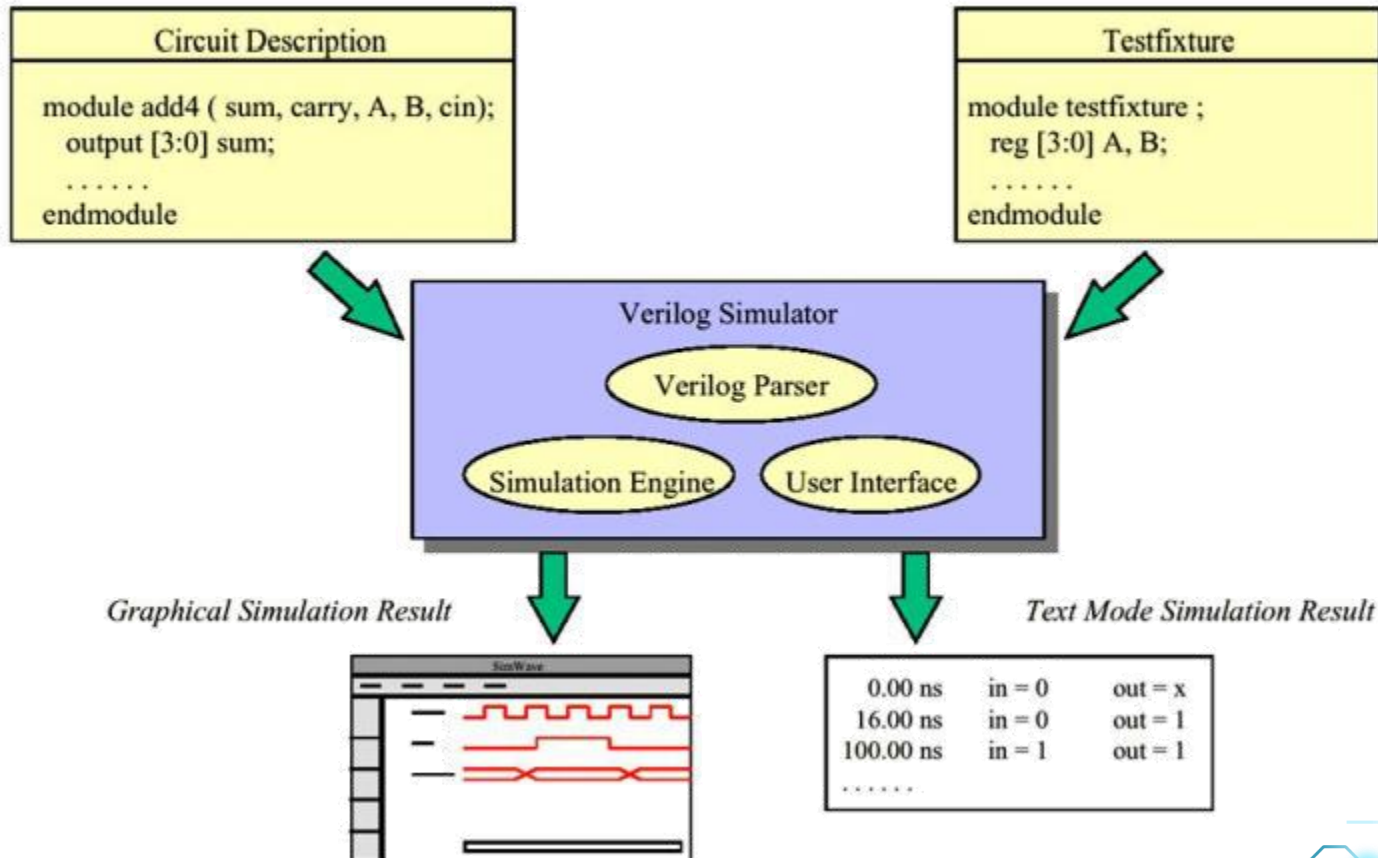 Circuit Description
module add4 ( sum, carry, A, B, cin);
output [3:0] sum;
. . . . . .
endmodule
Testfixture
module testfixture ;
reg [3:0] A, B;
. . . . . .
endmodule
Verilog Simulator
Verilog Parser
Simulation Engine
User Interface
Graphical Simulation Result
Text Mode Simulation Result
SimWave
0.00 ns in = 0 out = x
16.00 ns in = 0 out = 1
100.00 ns in = 1 out = 1
. . . . . .